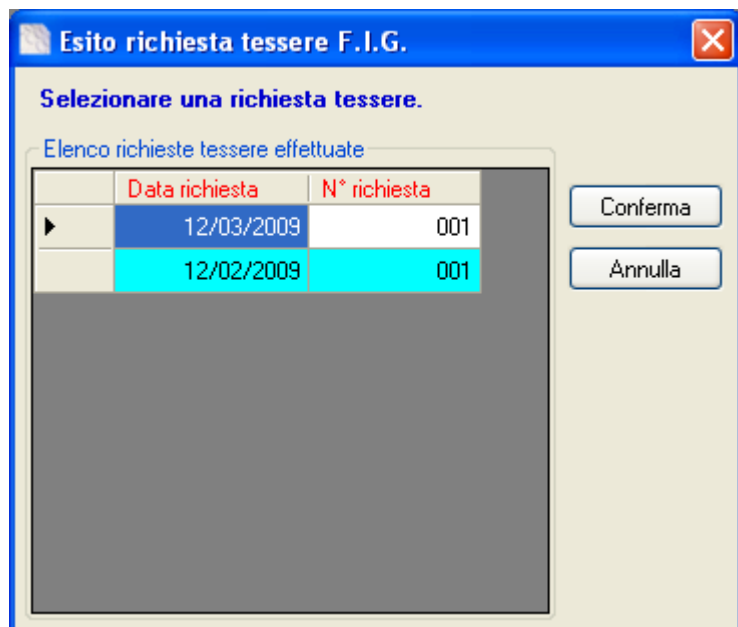 Esito richiesta tessere F.I.G.
Selezionare una richiesta tessere.
Elenco richieste tessere effettuate
Data richiesta N° richiesta
12/03/2009 001
12/02/2009 001
Conferma
Annulla